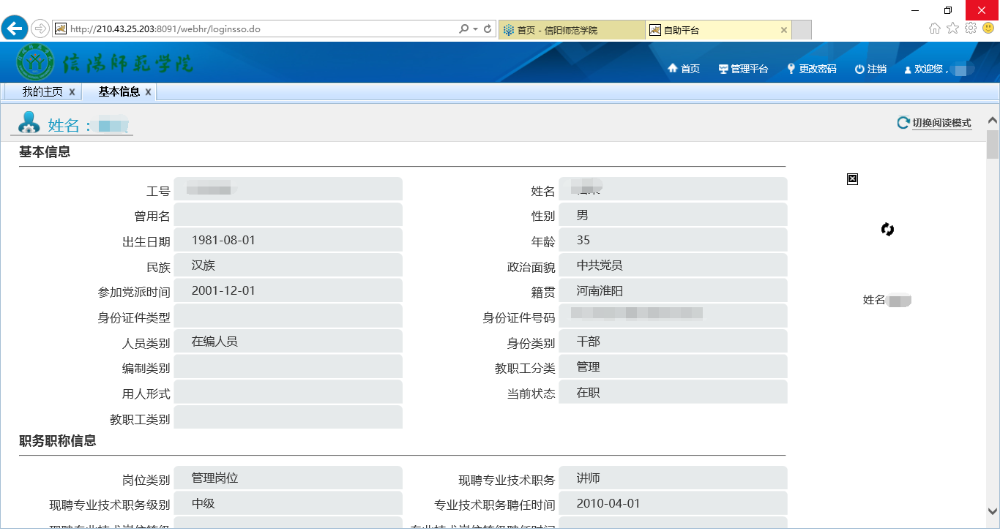 http://210.43.25.203:8091/webhr/loginsso.do
首页 - 信阳师范学院
自助平台
信阳师范学院
首页 管理平台 更改密码 注销 欢迎您，
我的主页 x 基本信息 x
姓名：
切换阅读模式
基本信息
工号 姓名
曾用名 性别 男
出生日期 1981-08-01 年龄 35
民族 汉族 政治面貌 中共党员
参加党派时间 2001-12-01 籍贯 河南淮阳
姓名
身份证件类型 身份证件号码
人员类别 在编人员 身份类别 干部
编制类别 教职工分类 管理
用人形式 当前状态 在职
教职工类别
职务职称信息
岗位类别 管理岗位 现聘专业技术职务 讲师
现聘专业技术职务级别 中级 专业技术职务聘任时间 2010-04-01